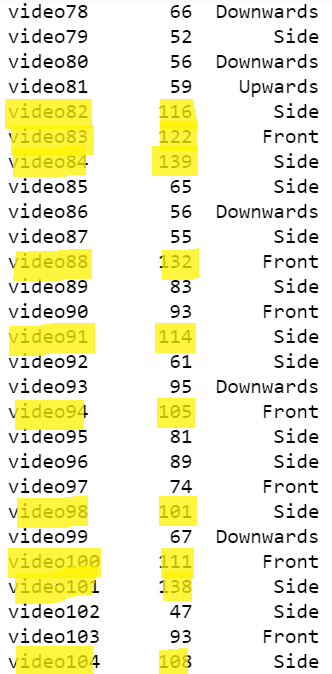 video78 66 Downwards
video79 52 Side
video80 56 Downwards
video81 59 Upwards
video82 116 Side
video83 122 Front
video84 139 Side
video85 65 Side
video86 56 Downwards
video87 55 Side
video88 132 Front
video89 83 Side
video90 93 Front
video91 114 Side
video92 61 Side
video93 95 Downwards
video94 105 Front
video95 81 Side
video96 89 Side
video97 74 Front
video98 101 Side
video99 67 Downwards
video100 111 Front
video101 138 Side
video102 47 Side
video103 93 Front
video104 108 Side